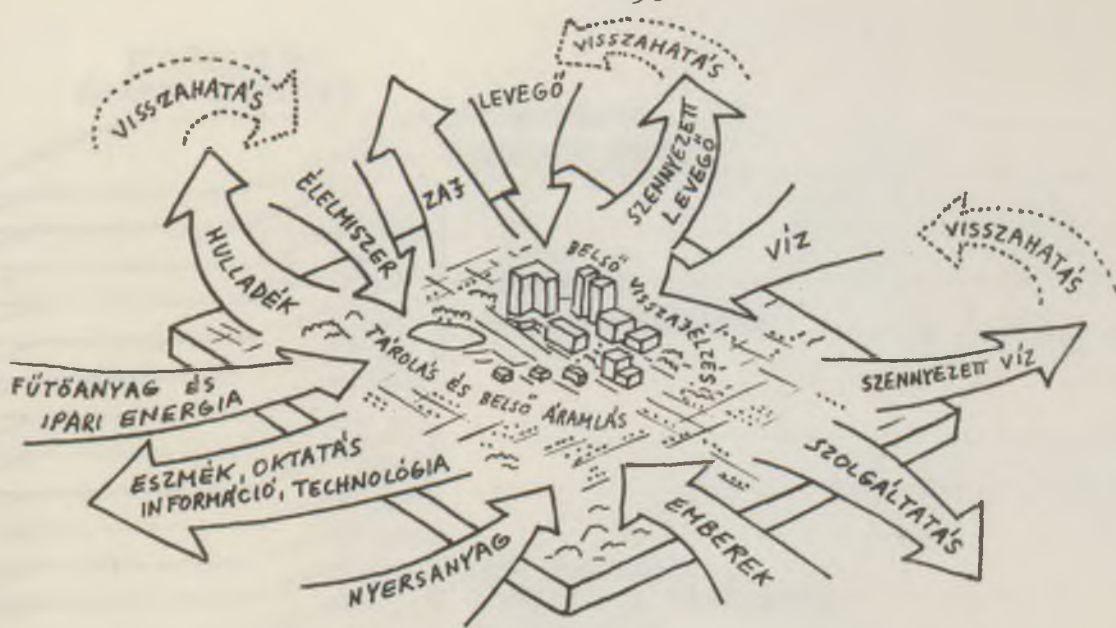 VISSZAHATÁS
VISSZAHATÁS
LEVEGŐ
SZENNYEZETT
LEVEGŐ
ZAJ
ÉLELMISZER
HULLADÉK
VÍZ
VISSZAHATÁS
BELSŐ VISSZAJELZÉS
TÁROLÁS ÉS BELSŐ ÁRAMLÁS
FŰTŐANYAG ÉS
IPARI ENERGIA
SZENNYEZETT VÍZ
ESZMÉK, OKTATÁS
INFORMÁCIÓ, TECHNOLÓGIA
SZOLGÁLTATÁS
NYERSANYAG
EMBEREK